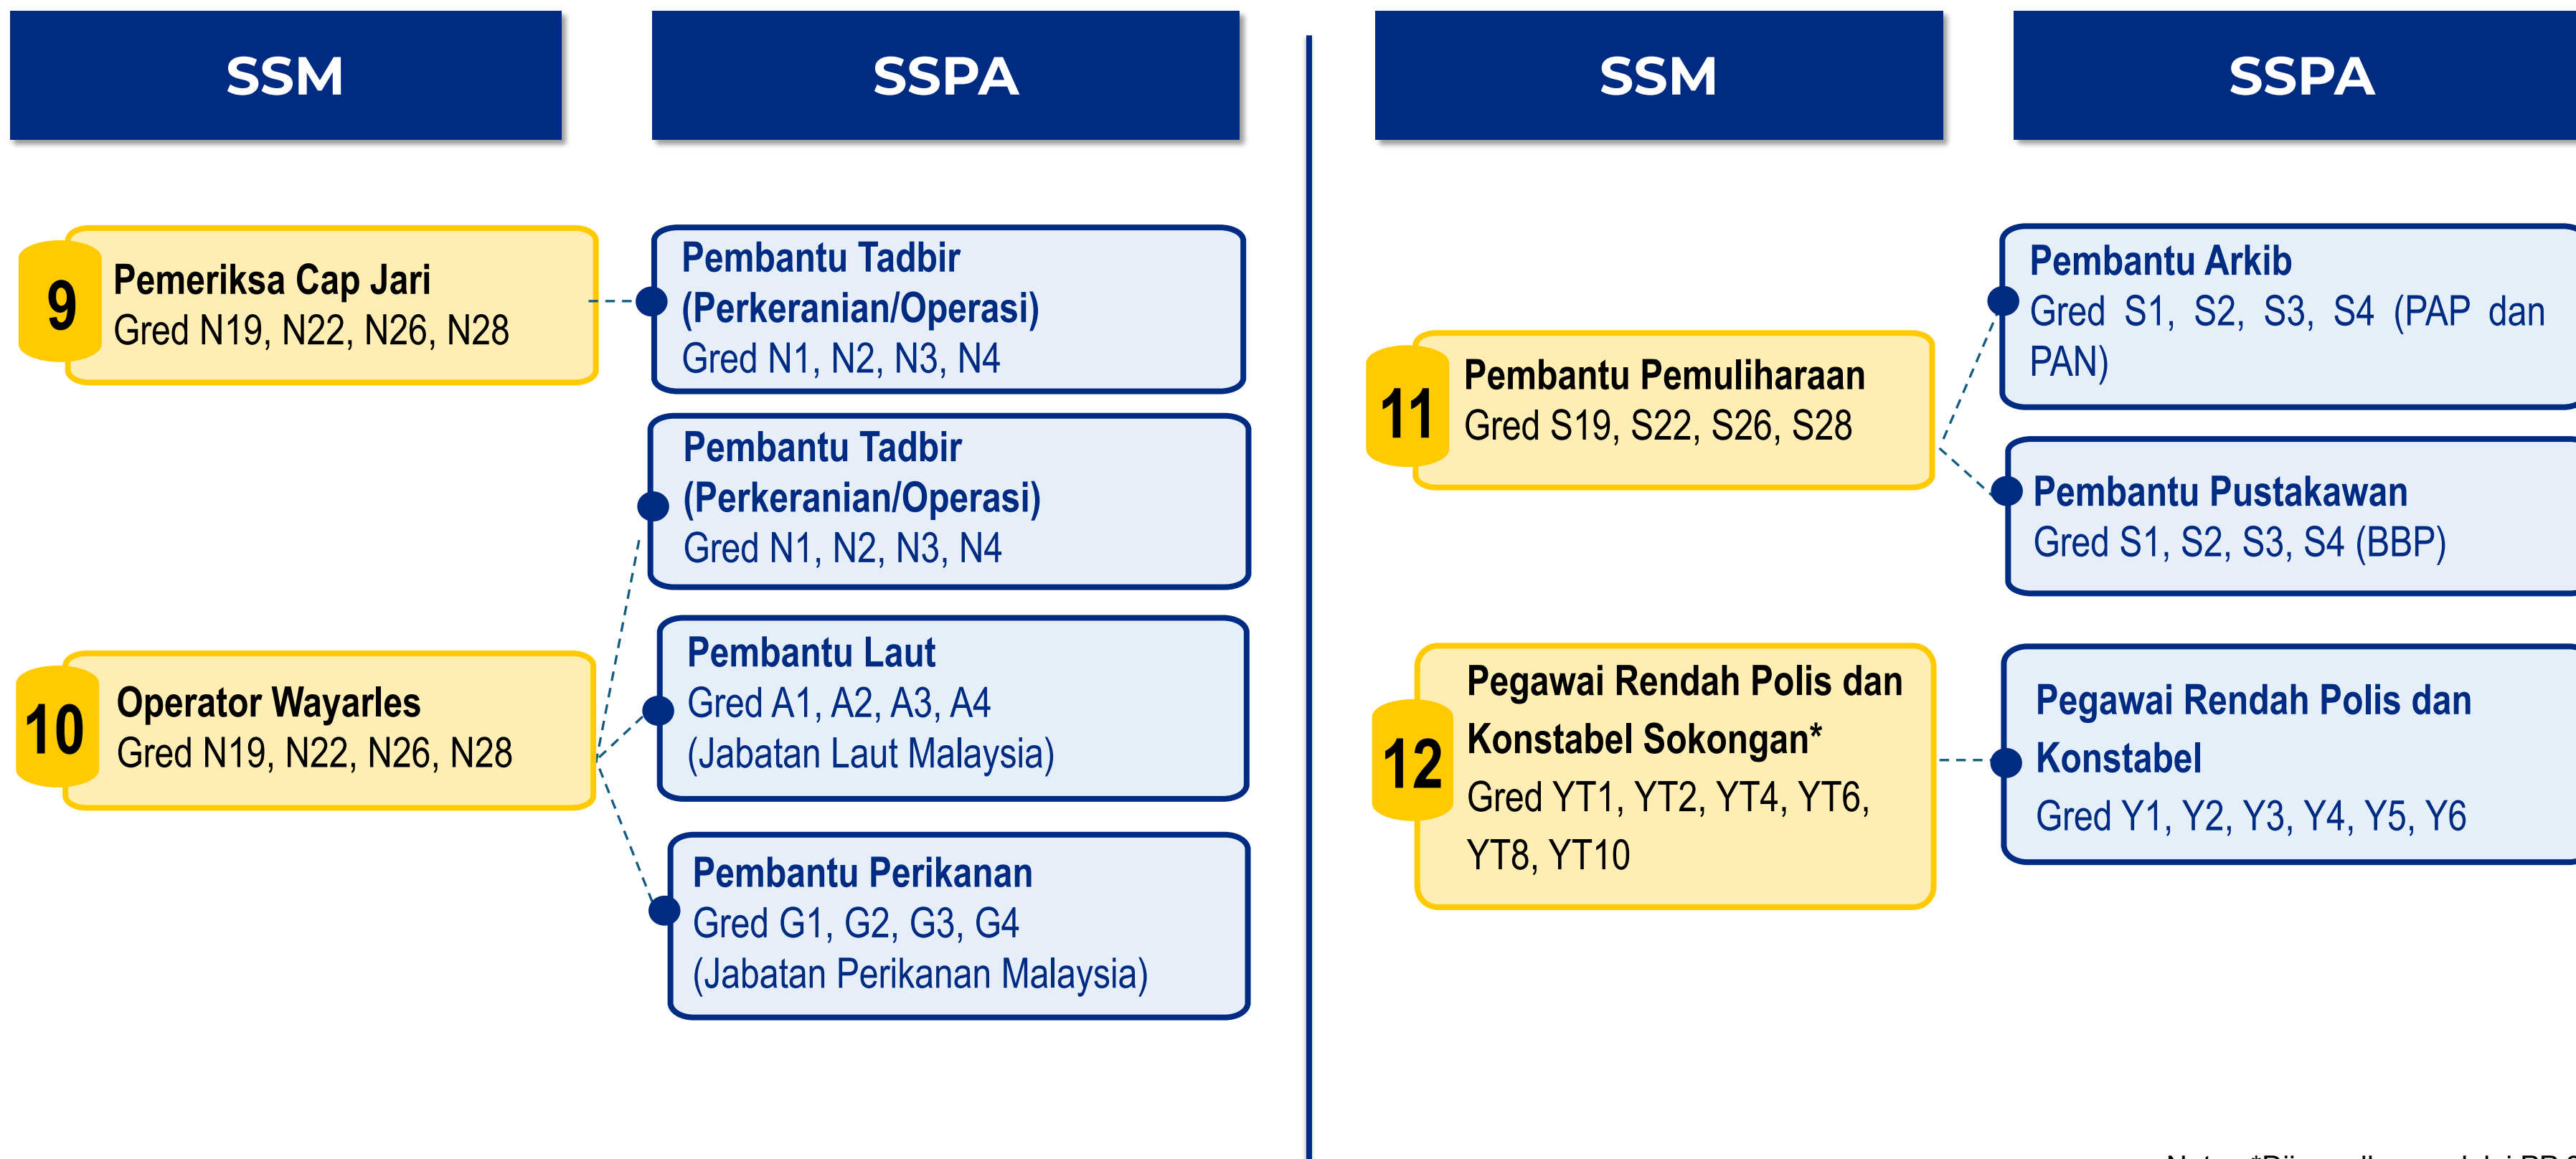 SSM
SSPA
9
Pemeriksa Cap Jari
Gred N19, N22, N26, N28
Pembantu Tadbir
(Perkeranian/Operasi)
Gred N1, N2, N3, N4
10
Operator Wayarles
Gred N19, N22, N26, N28
Pembantu Tadbir
(Perkeranian/Operasi)
Gred N1, N2, N3, N4
Pembantu Laut
Gred A1, A2, A3, A4
(Jabatan Laut Malaysia)
Pembantu Perikanan
Gred G1, G2, G3, G4
(Jabatan Perikanan Malaysia)
SSM
SSPA
11
Pembantu Pemuliharaan
Gred S19, S22, S26, S28
Pembantu Arkib
Gred S1, S2, S3, S4 (PAP dan
PAN)
Pembantu Pustakawan
Gred S1, S2, S3, S4 (BBP)
12
Pegawai Rendah Polis dan
Konstabel Sokongan*
Gred YT1, YT2, YT4, YT6,
YT8, YT10
Pegawai Rendah Polis dan
Konstabel
Gred Y1, Y2, Y3, Y4, Y5, Y6